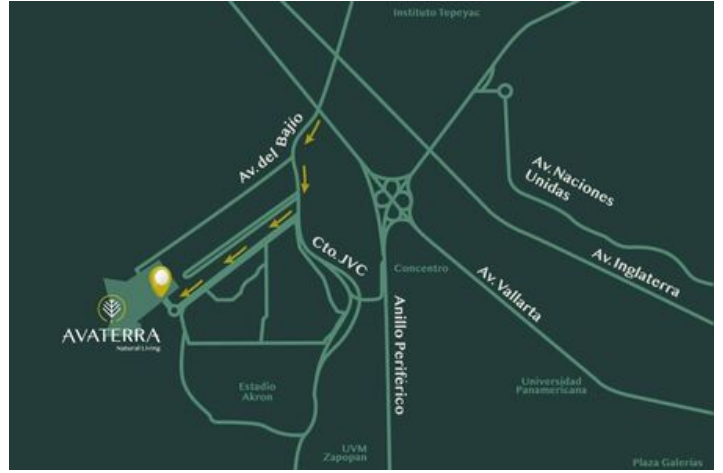 Instituto Tepeyac
Av. del Bajío
Av. Naciones
Unidas
Cto. JVC
Concentro
Av. Inglaterra
Av. Vallarta
Anillo Periférico
AVATERRA
Natural Living
Estadio
Akron
Universidad
Panamericana
UVM
Zapopan
Plaza Galerías